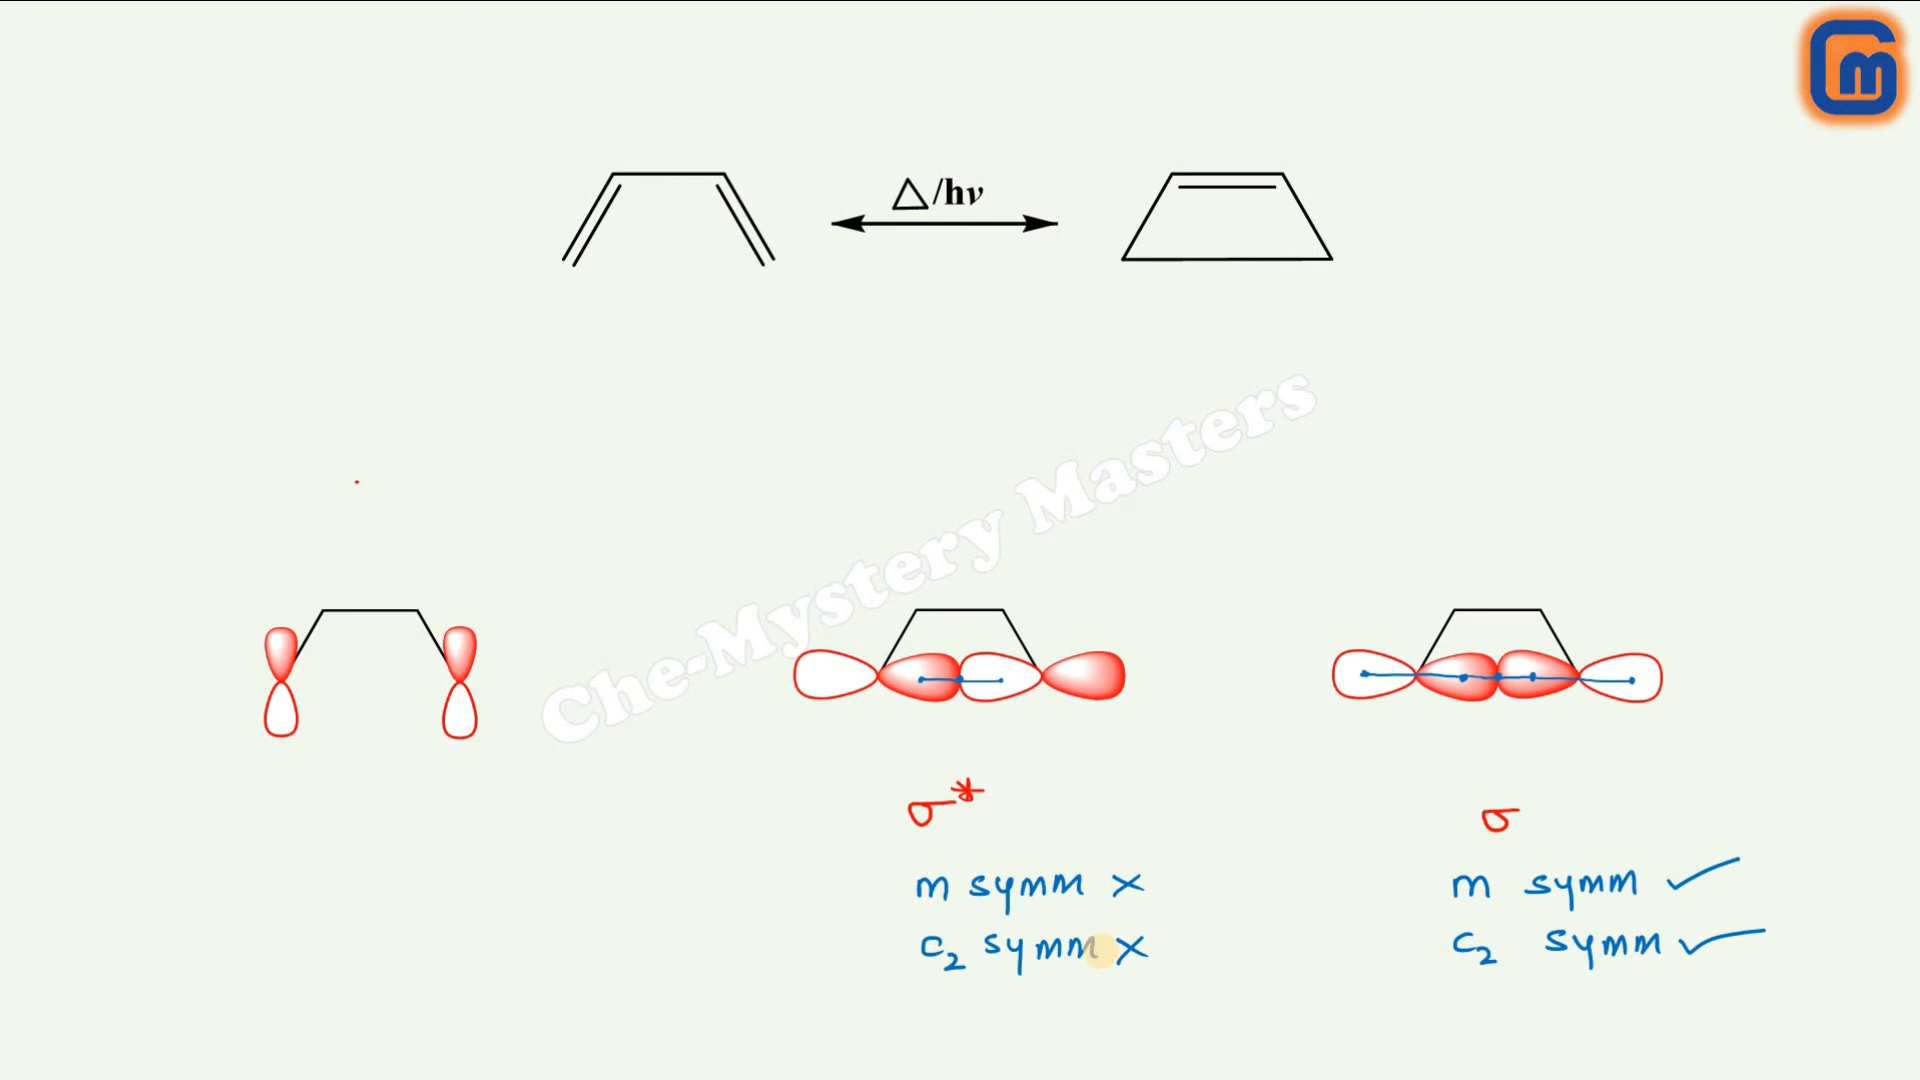 △/hν
Che-Mystery Masters
σ*
σ
m symm ×
m symm ✓
c₂ symm ×
c₂ symm ✓